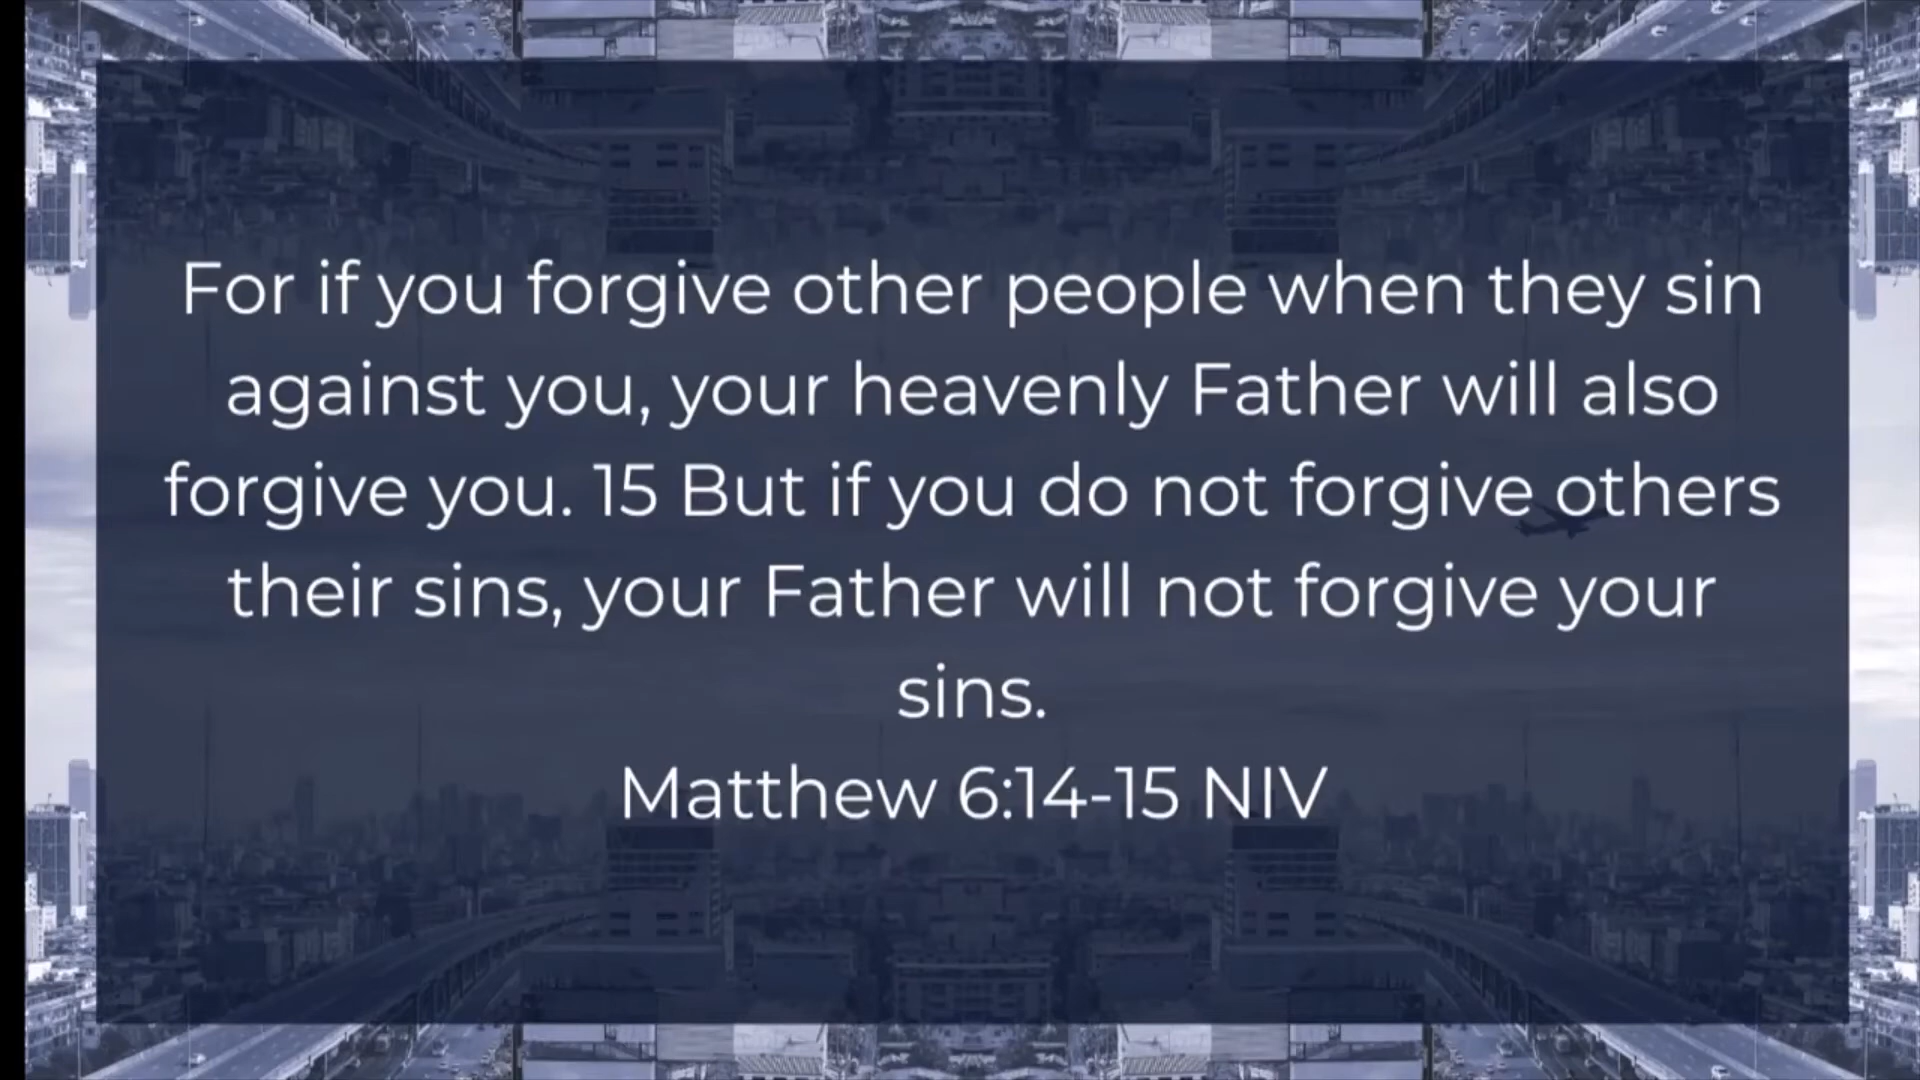 For if you forgive other people when they sin
against you, your heavenly Father will also
forgive you. 15 But if you do not forgive others
their sins, your Father will not forgive your
sins.
Matthew 6:14-15 NIV